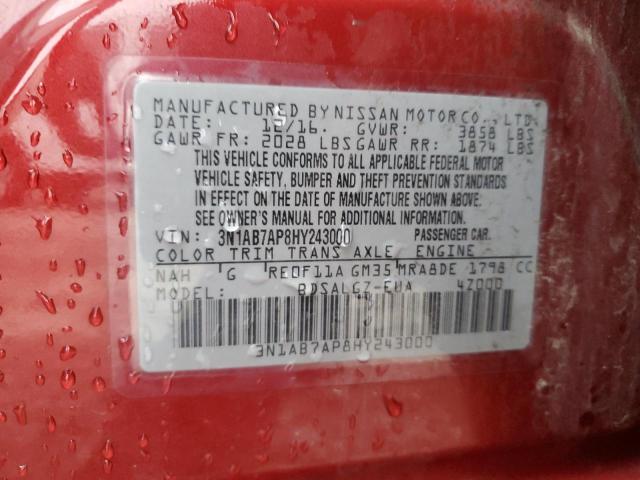 MANUFACTURED BY NISSAN MOTOR CO., LTD.
DATE: 12/16. GVWR: 3858 LBS
GAWR FR: 2028 LBS GAWR RR: 1874 LBS
THIS VEHICLE CONFORMS TO ALL APPLICABLE FEDERAL MOTOR
VEHICLE SAFETY, BUMPER AND THEFT PREVENTION STANDARDS
IN EFFECT ON THE DATE OF MANUFACTURE SHOWN ABOVE.
SEE OWNER'S MANUAL FOR ADDITIONAL INFORMATION.
VIN: 3N1AB7AP8HY243000 PASSENGER CAR.
COLOR TRIM TRANS AXLE ENGINE
NAH G RE0F11A GM35 MRA8DE 1798 CC
BDSALGZ-EUA 4Z000
3N1AB7AP8HY243000